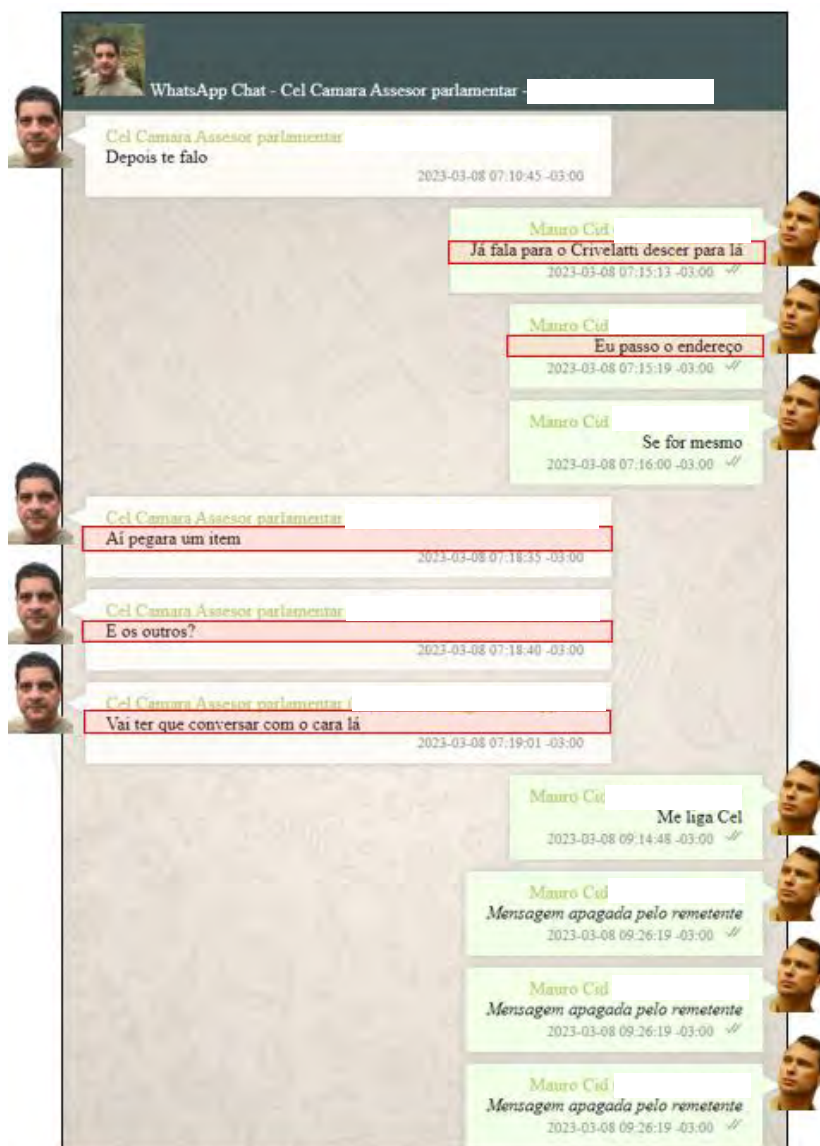 WhatsApp Chat - Cel Camara Assesor parlamentar -
Cel Camara Assesor parlamentar
Depois te falo
2023-03-08 07:10:45 -03:00
Mauro Cid
Já fala para o Crivelatti descer para lá
2023-03-08 07:15:13 -03:00
Mauro Cid
Eu passo o endereço
2023-03-08 07:15:19 -03:00
Mauro Cid
Se for mesmo
2023-03-08 07:16:00 -03:00
Cel Camara Assesor parlamentar
Aí pegara um item
2023-03-08 07:18:35 -03:00
Cel Camara Assesor parlamentar
E os outros?
2023-03-08 07:18:40 -03:00
Cel Camara Assesor parlamentar (
Vai ter que conversar com o cara lá
2023-03-08 07:19:01 -03:00
Mauro Cid
Me liga Cel
2023-03-08 09:14:48 -03:00
Mauro Cid
Mensagem apagada pelo remetente
2023-03-08 09:26:19 -03:00
Mauro Cid
Mensagem apagada pelo remetente
2023-03-08 09:26:19 -03:00
Mauro Cid
Mensagem apagada pelo remetente
2023-03-08 09:26:19 -03:00